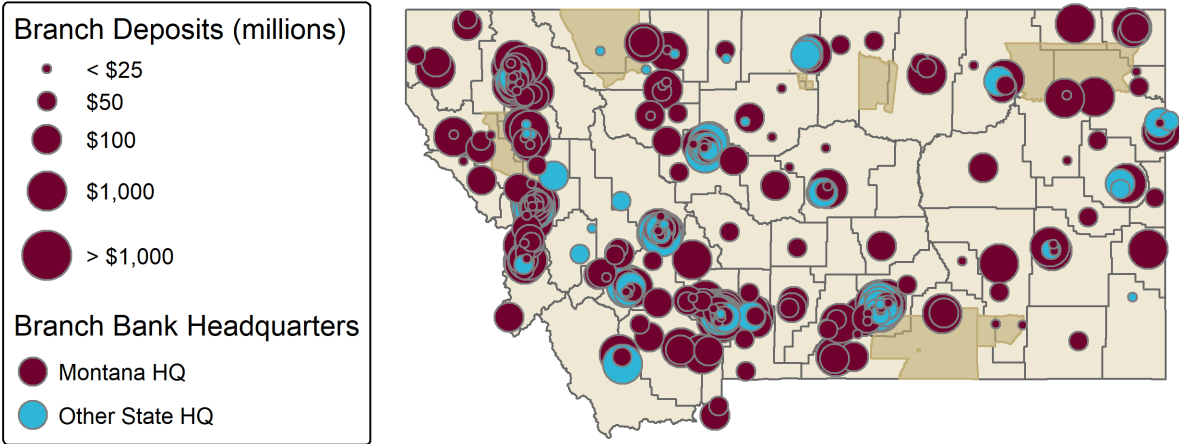 Branch Deposits (millions)
< $25
$50
$100
$1,000
> $1,000
Branch Bank Headquarters
Montana HQ
Other State HQ